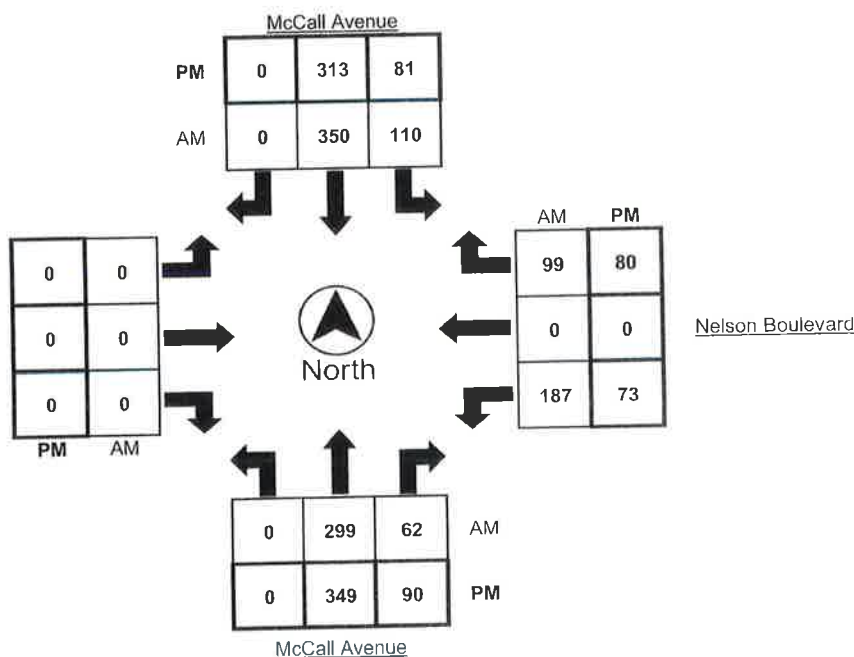 McCall Avenue
PM 0 313 81
AM 0 350 110
AM PM
0 0
99 80
0 0
0 0
Nelson Boulevard
North
0 0
187 73
PM AM
0 299 62 AM
0 349 90 PM
McCall Avenue